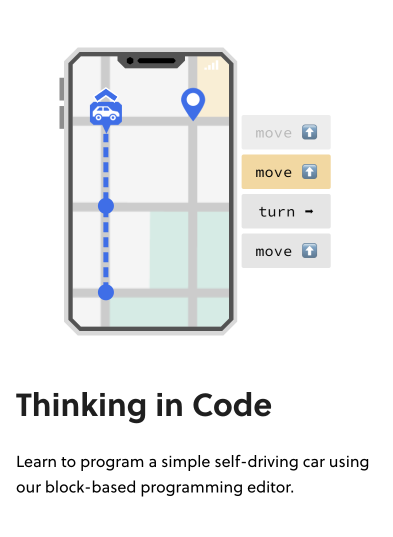 move ⬆️
move ⬆️
turn ➡
move ⬆️
Thinking in Code
Learn to program a simple self-driving car using
our block-based programming editor.